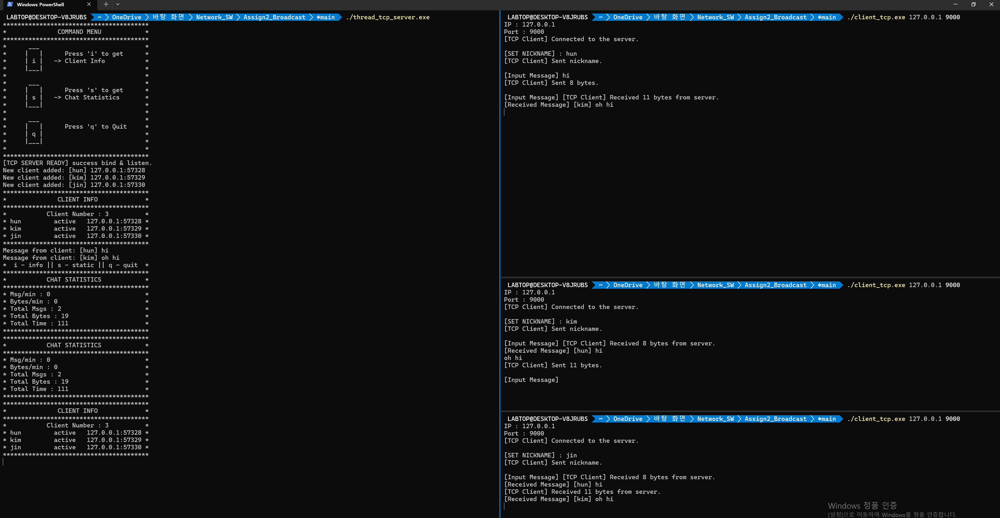 Windows PowerShell
LABTOP@DESKTOP-V8JRUBS ~ OneDrive 바탕 화면 Network_SW Assign2_Broadcast �main ./thread_tcp_server.exe
****************************************
*              COMMAND MENU            *
****************************************
*      ___                             *
*     |   |      Press 'i' to get      *
*     | i |   -> Client Info           *
*     |___|                            *
*                                      *
*      ___                             *
*     |   |      Press 's' to get      *
*     | s |   -> Chat Statistics       *
*     |___|                            *
*                                      *
*      ___                             *
*     |   |      Press 'q' to Quit     *
*     | q |                            *
*     |___|                            *
*                                      *
****************************************
[TCP SERVER READY] success bind & listen.
New client added: [hun] 127.0.0.1:57328
New client added: [kim] 127.0.0.1:57329
New client added: [jin] 127.0.0.1:57330
****************************************
*              CLIENT INFO             *
****************************************
*           Client Number : 3          *
* hun         active   127.0.0.1:57328 *
* kim         active   127.0.0.1:57329 *
* jin         active   127.0.0.1:57330 *
****************************************
Message from client: [hun] hi
Message from client: [kim] oh hi
*  i - info || s - static || q - quit  *
****************************************
*           CHAT STATISTICS            *
****************************************
* Msg/min : 0                          *
* Bytes/min : 0                        *
* Total Msgs : 2                       *
* Total Bytes : 19                     *
* Total Time : 111                     *
****************************************
****************************************
*           CHAT STATISTICS            *
****************************************
* Msg/min : 0                          *
* Bytes/min : 0                        *
* Total Msgs : 2                       *
* Total Bytes : 19                     *
* Total Time : 111                     *
****************************************
****************************************
*              CLIENT INFO             *
****************************************
*           Client Number : 3          *
* hun         active   127.0.0.1:57328 *
* kim         active   127.0.0.1:57329 *
* jin         active   127.0.0.1:57330 *
****************************************
LABTOP@DESKTOP-V8JRUBS ~ OneDrive 바탕 화면 Network_SW Assign2_Broadcast �main ./client_tcp.exe 127.0.0.1 9000
IP : 127.0.0.1
Port : 9000
[TCP Client] Connected to the server.
[SET NICKNAME] : hun
[TCP Client] Sent nickname.
[Input Message] hi
[TCP Client] Sent 8 bytes.
[Input Message] [TCP Client] Received 11 bytes from server.
[Received Message] [kim] oh hi
LABTOP@DESKTOP-V8JRUBS ~ OneDrive 바탕 화면 Network_SW Assign2_Broadcast �main ./client_tcp.exe 127.0.0.1 9000
IP : 127.0.0.1
Port : 9000
[TCP Client] Connected to the server.
[SET NICKNAME] : kim
[TCP Client] Sent nickname.
[Input Message] [TCP Client] Received 8 bytes from server.
[Received Message] [hun] hi
oh hi
[TCP Client] Sent 11 bytes.
[Input Message]
LABTOP@DESKTOP-V8JRUBS ~ OneDrive 바탕 화면 Network_SW Assign2_Broadcast �main ./client_tcp.exe 127.0.0.1 9000
IP : 127.0.0.1
Port : 9000
[TCP Client] Connected to the server.
[SET NICKNAME] : jin
[TCP Client] Sent nickname.
[Input Message] [TCP Client] Received 8 bytes from server.
[Received Message] [hun] hi
[TCP Client] Received 11 bytes from server.
[Received Message] [kim] oh hi
Windows 정품 인증
[설정]으로 이동하여 Windows를 정품 인증합니다.